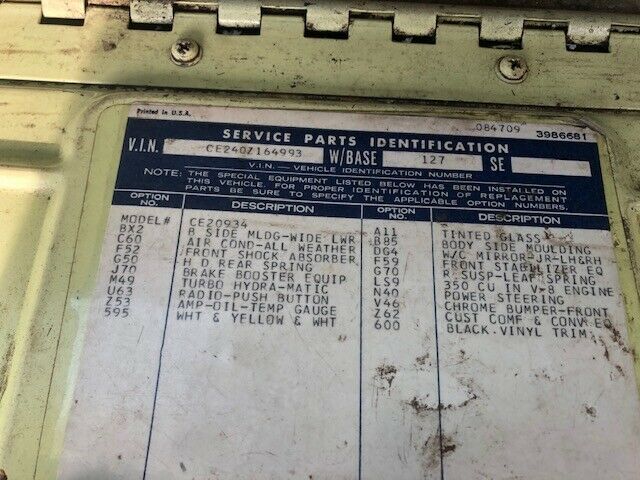 Printed in U.S.A.
084709 3986681
SERVICE PARTS IDENTIFICATION
V.I.N. CE240Z164993 W/BASE 127 SE
V.I.N. — VEHICLE IDENTIFICATION NUMBER
NOTE: THE SPECIAL EQUIPMENT LISTED BELOW HAS BEEN INSTALLED ON
THIS VEHICLE. FOR PROPER IDENTIFICATION OF REPLACEMENT
PARTS BE SURE TO SPECIFY THE APPLICABLE OPTION NUMBERS.
OPTION NO. DESCRIPTION OPTION NO. DESCRIPTION
MODEL# CE20934
BX2 B SIDE MLDG-WIDE LWR
C60 AIR COND-ALL WEATHER
F52 FRONT SHOCK ABSORBER
G50 H D REAR SPRING
J70 BRAKE BOOSTER EQUIP
M49 TURBO HYDRA-MATIC
U63 RADIO-PUSH BUTTON
Z53 AMP-OIL-TEMP GAUGE
595 WHT & YELLOW & WHT
A11 TINTED GLASS
B85 BODY SIDE MOULDING
DG4 W/C MIRROR-JR-LH&RH
F59 FRONT STABILIZER EQ
G70 R.SUSP-LEAF SPRING
LS9 350 CU IN V-8 ENGINE
N40 POWER STEERING
V46 CHROME BUMPER-FRONT
Z62 CUST COMF & CONV EQ
600 BLACK VINYL TRIM